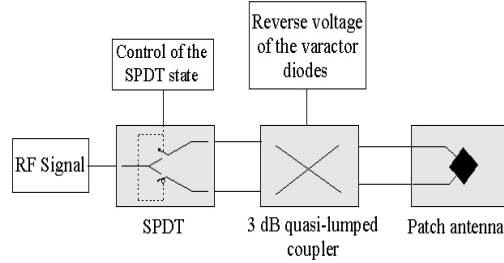 Reverse voltage
of the varactor
diodes
Control of the
SPDT state
RF Signal
SPDT
3 dB quasi-lumped
coupler
Patch antenna